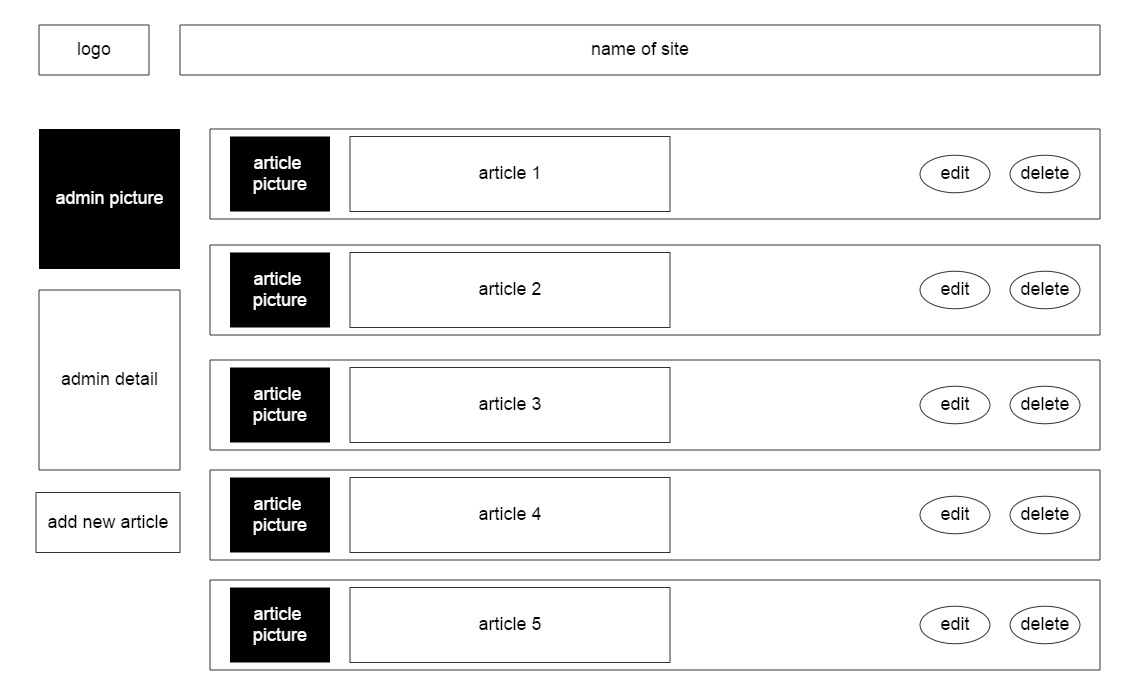 logo
name of site
admin picture
admin detail
add new article
article
picture
article 1
edit
delete
article
picture
article 2
edit
delete
article
picture
article 3
edit
delete
article
picture
article 4
edit
delete
article
picture
article 5
edit
delete